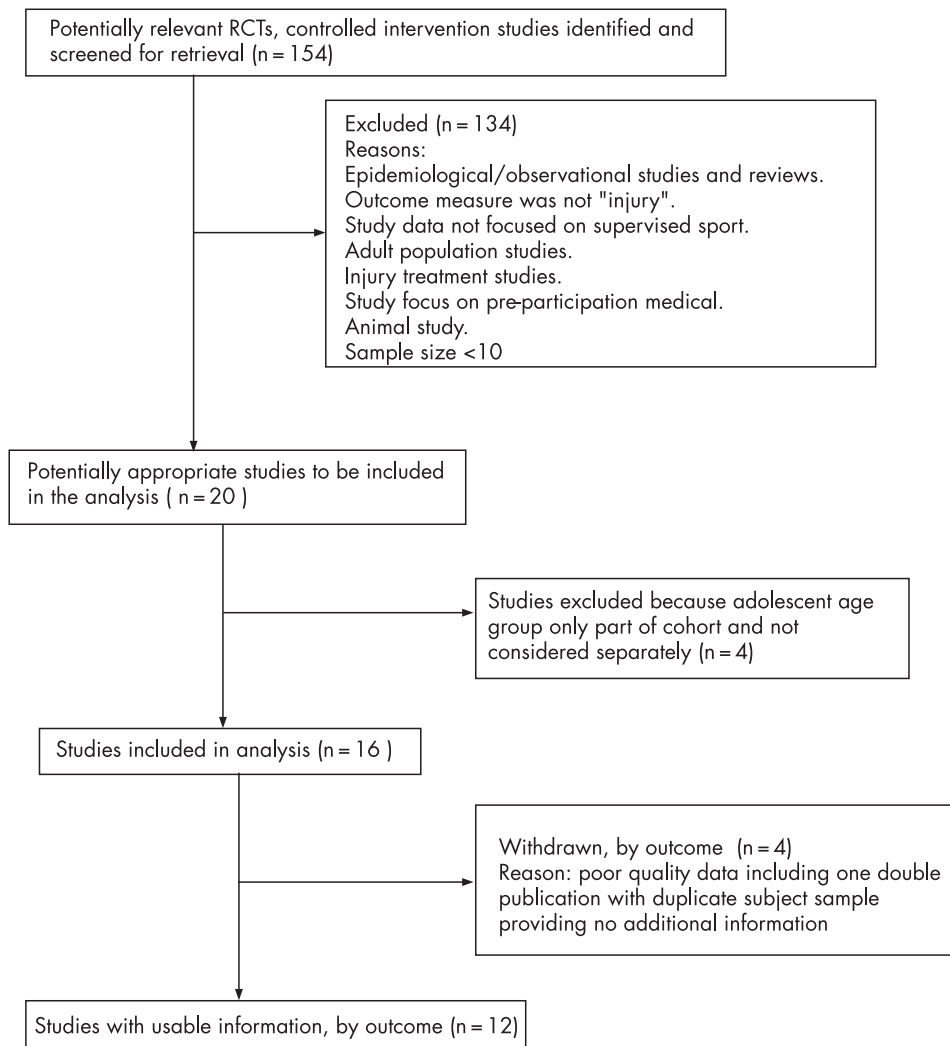 Potentially relevant RCTs, controlled intervention studies identified and
screened for retrieval (n = 154)
Excluded (n = 134)
Reasons:
Epidemiological/observational studies and reviews.
Outcome measure was not "injury".
Study data not focused on supervised sport.
Adult population studies.
Injury treatment studies.
Study focus on pre-participation medical.
Animal study.
Sample size <10
Potentially appropriate studies to be included
in the analysis ( n = 20 )
Studies excluded because adolescent age
group only part of cohort and not
considered separately (n = 4)
Studies included in analysis (n = 16 )
Withdrawn, by outcome (n = 4)
Reason: poor quality data including one double
publication with duplicate subject sample
providing no additional information
Studies with usable information, by outcome (n = 12)